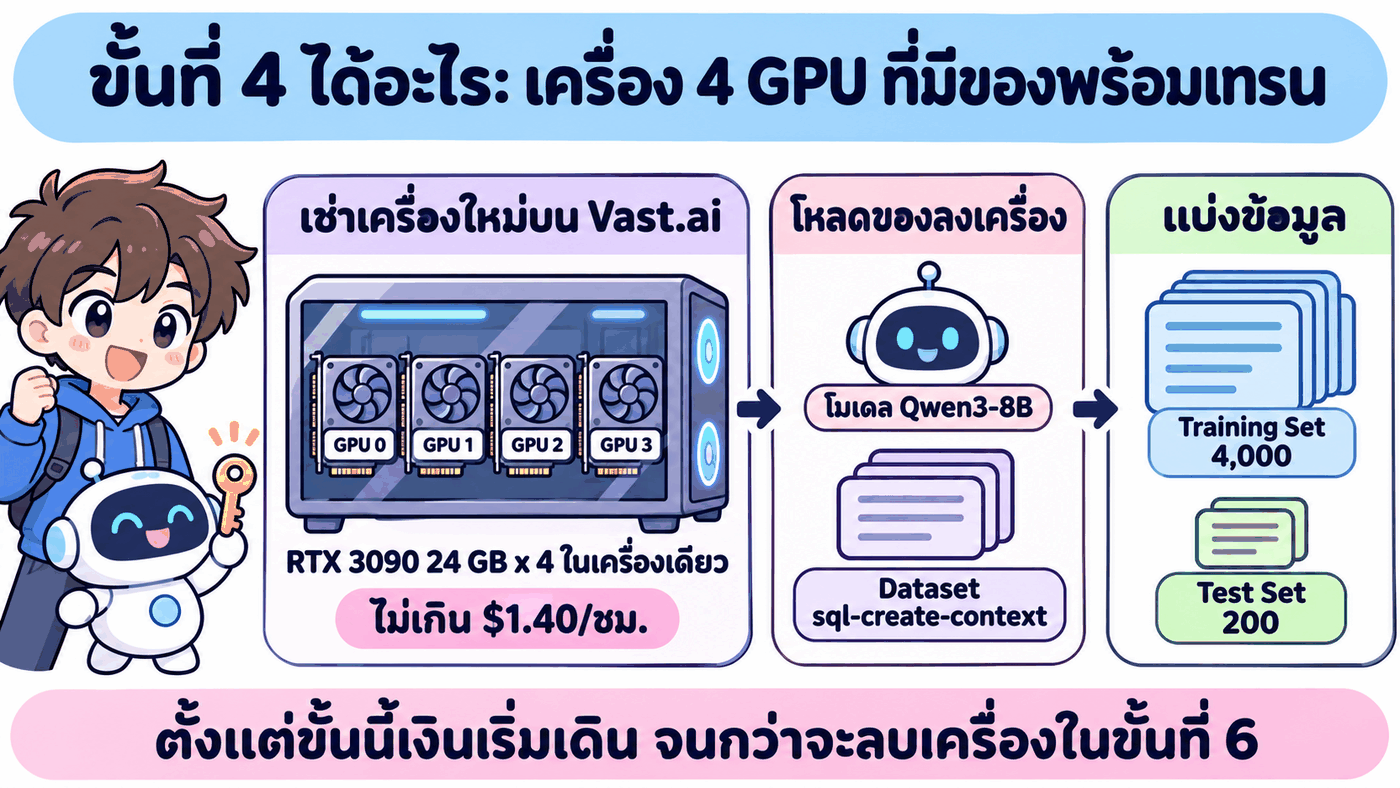 ขั้นที่ 4 ได้อะไร: เครื่อง 4 GPU ที่มีของพร้อมเทรน
เช่าเครื่องใหม่บน Vast.ai
GPU 0
GPU 1
GPU 2
GPU 3
RTX 3090 24 GB x 4 ในเครื่องเดียว
ไม่เกิน $1.40/ชม.
โหลดของลงเครื่อง
โมเดล Qwen3-8B
Dataset
sql-create-context
แบ่งข้อมูล
Training Set
4,000
Test Set
200
ตั้งแต่ขั้นนี้เงินเริ่มเดิน จนกว่าจะลบเครื่องในขั้นที่ 6